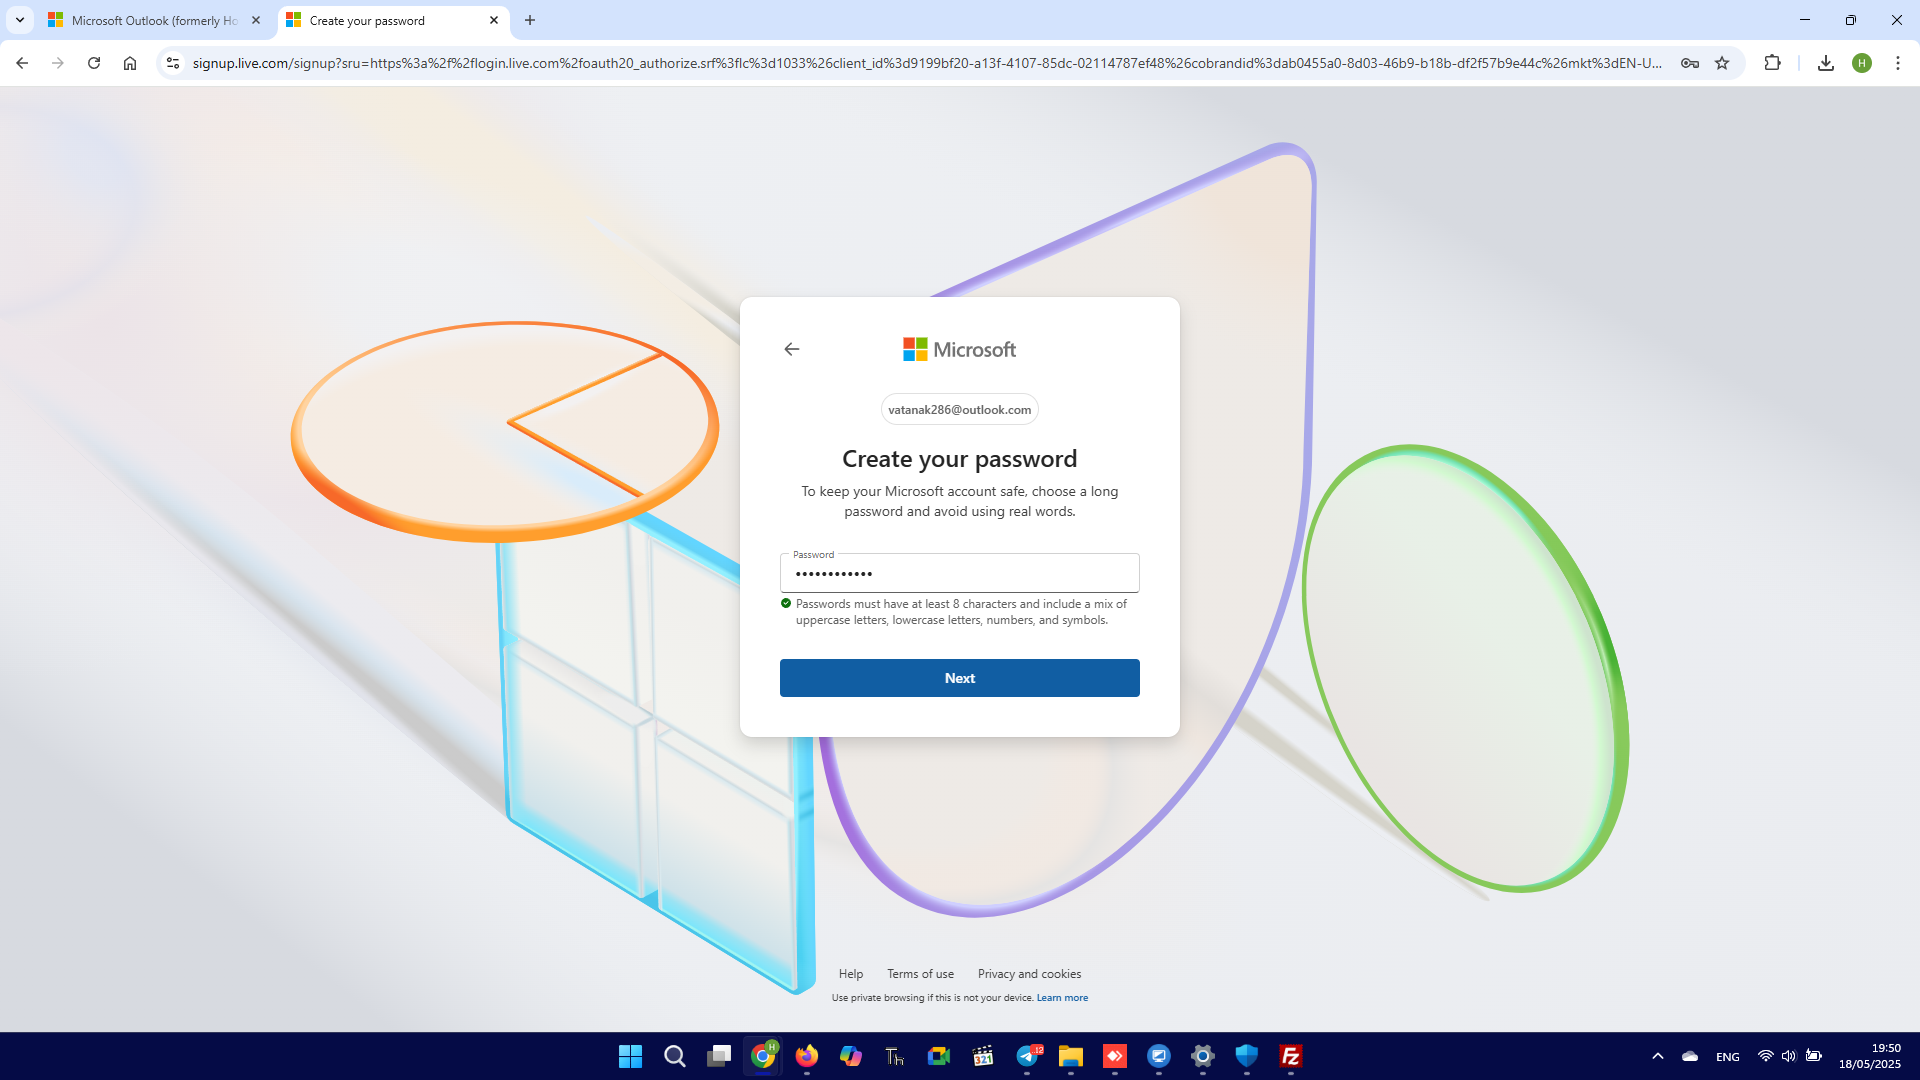 Microsoft Outlook (formerly Ho
Create your password
signup.live.com/signup?sru=https%3a%2f%2flogin.live.com%2foauth20_authorize.srf%3flc%3d1033%26client_id%3d9199bf20-a13f-4107-85dc-02114787ef48%26cobrandid%3dab0455a0-8d03-46b9-b18b-df2f57b9e44c%26mkt%3dEN-U...
H
Microsoft
vatanak286@outlook.com
Create your password
To keep your Microsoft account safe, choose a long
password and avoid using real words.
Password
••••••••••••
Passwords must have at least 8 characters and include a mix of
uppercase letters, lowercase letters, numbers, and symbols.
Next
Help Terms of use Privacy and cookies
Use private browsing if this is not your device. Learn more
H
321
12
ENG
19:50
18/05/2025